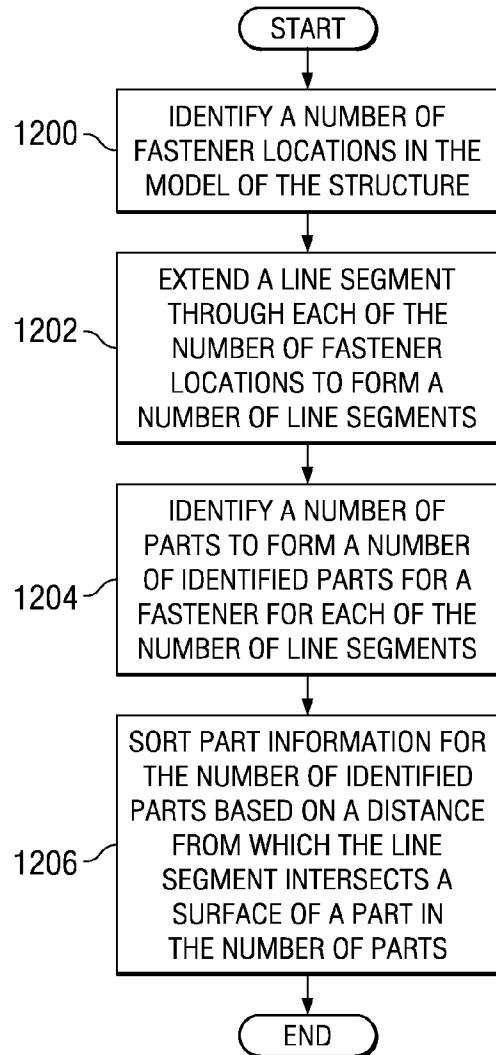 START
1200
IDENTIFY A NUMBER OF
FASTENER LOCATIONS IN THE
MODEL OF THE STRUCTURE
1202
EXTEND A LINE SEGMENT
THROUGH EACH OF THE
NUMBER OF FASTENER
LOCATIONS TO FORM A
NUMBER OF LINE SEGMENTS
1204
IDENTIFY A NUMBER OF
PARTS TO FORM A NUMBER
OF IDENTIFIED PARTS FOR A
FASTENER FOR EACH OF THE
NUMBER OF LINE SEGMENTS
1206
SORT PART INFORMATION FOR
THE NUMBER OF IDENTIFIED
PARTS BASED ON A DISTANCE
FROM WHICH THE LINE
SEGMENT INTERSECTS A
SURFACE OF A PART IN
THE NUMBER OF PARTS
END